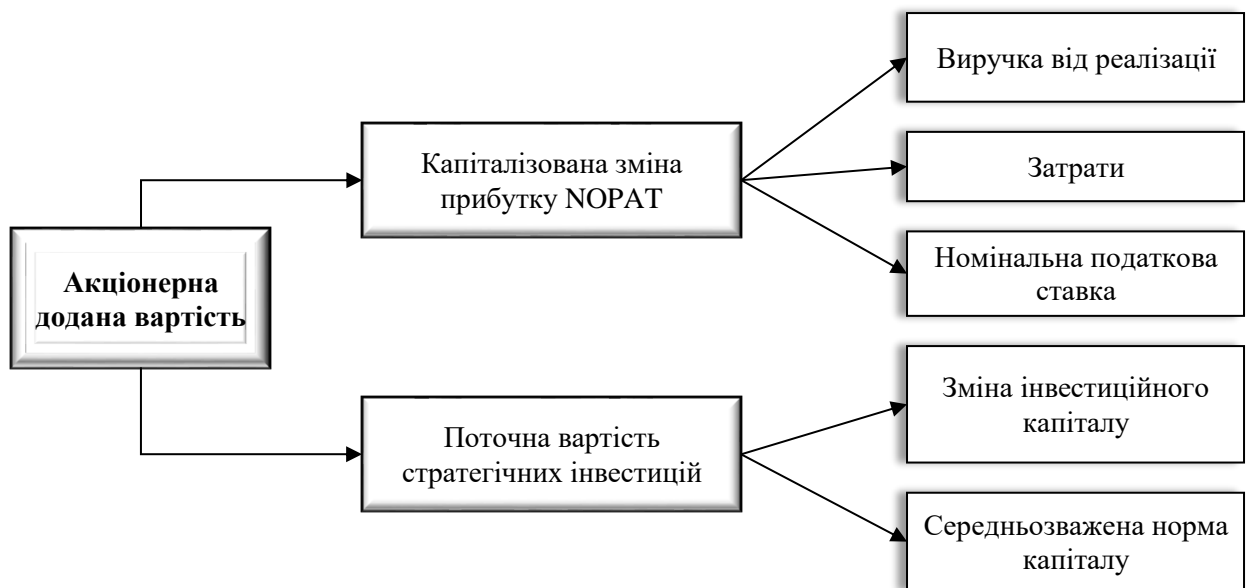 Акціонерна
додана вартість
Капіталізована зміна
прибутку NOPAT
Виручка від реалізації
Затрати
Номінальна податкова
ставка
Поточна вартість
стратегічних інвестицій
Зміна інвестиційного
капіталу
Середньозважена норма
капіталу